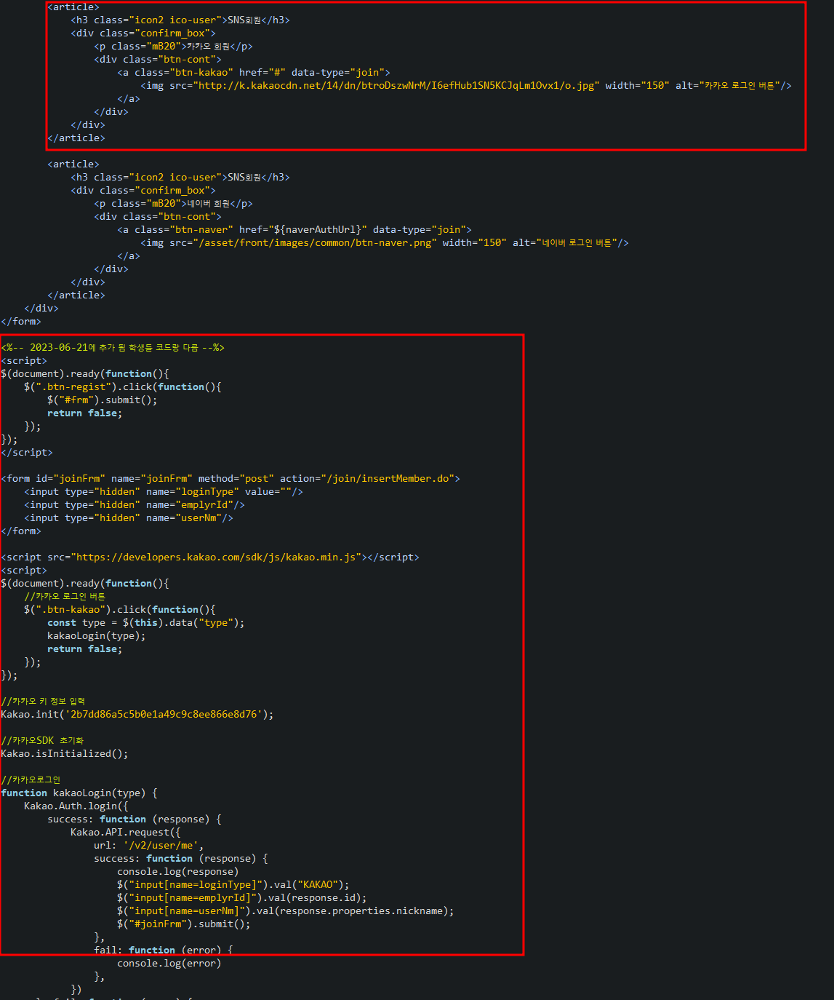 <article>
<h3 class="icon2 ico-user">SNS회원</h3>
<div class="confirm_box">
<p class="mB20">카카오 회원</p>
<div class="btn-cont">
<a class="btn-kakao" href="#" data-type="join">
<img src="http://k.kakaocdn.net/14/dn/btroDszwNrM/I6efHub1SN5KCJqLm1Ovx1/o.jpg" width="150" alt="카카오 로그인 버튼"/>
</a>
</div>
</div>
</article>
<article>
<h3 class="icon2 ico-user">SNS회원</h3>
<div class="confirm_box">
<p class="mB20">네이버 회원</p>
<div class="btn-cont">
<a class="btn-naver" href="${naverAuthUrl}" data-type="join">
<img src="/asset/front/images/common/btn-naver.png" width="150" alt="네이버 로그인 버튼"/>
</a>
</div>
</div>
</article>
</div>
</form>
<%-- 2023-06-21에 추가 됨 학생들 코드랑 다름 --%>
<script>
$(document).ready(function(){
$(".btn-regist").click(function(){
$("#frm").submit();
return false;
});
});
</script>
<form id="joinFrm" name="joinFrm" method="post" action="/join/insertMember.do">
<input type="hidden" name="loginType" value=""/>
<input type="hidden" name="emplyrId"/>
<input type="hidden" name="userNm"/>
</form>
<script src="https://developers.kakao.com/sdk/js/kakao.min.js"></script>
<script>
$(document).ready(function(){
//카카오 로그인 버튼
$(".btn-kakao").click(function(){
const type = $(this).data("type");
kakaoLogin(type);
return false;
});
});
//카카오 키 정보 입력
Kakao.init('2b7dd86a5c5b0e1a49c9c8ee866e8d76');
//카카오SDK 초기화
Kakao.isInitialized();
//카카오로그인
function kakaoLogin(type) {
Kakao.Auth.login({
success: function (response) {
Kakao.API.request({
url: '/v2/user/me',
success: function (response) {
console.log(response)
$("input[name=loginType]").val("KAKAO");
$("input[name=emplyrId]").val(response.id);
$("input[name=userNm]").val(response.properties.nickname);
$("#joinFrm").submit();
},
fail: function (error) {
console.log(error)
},
})